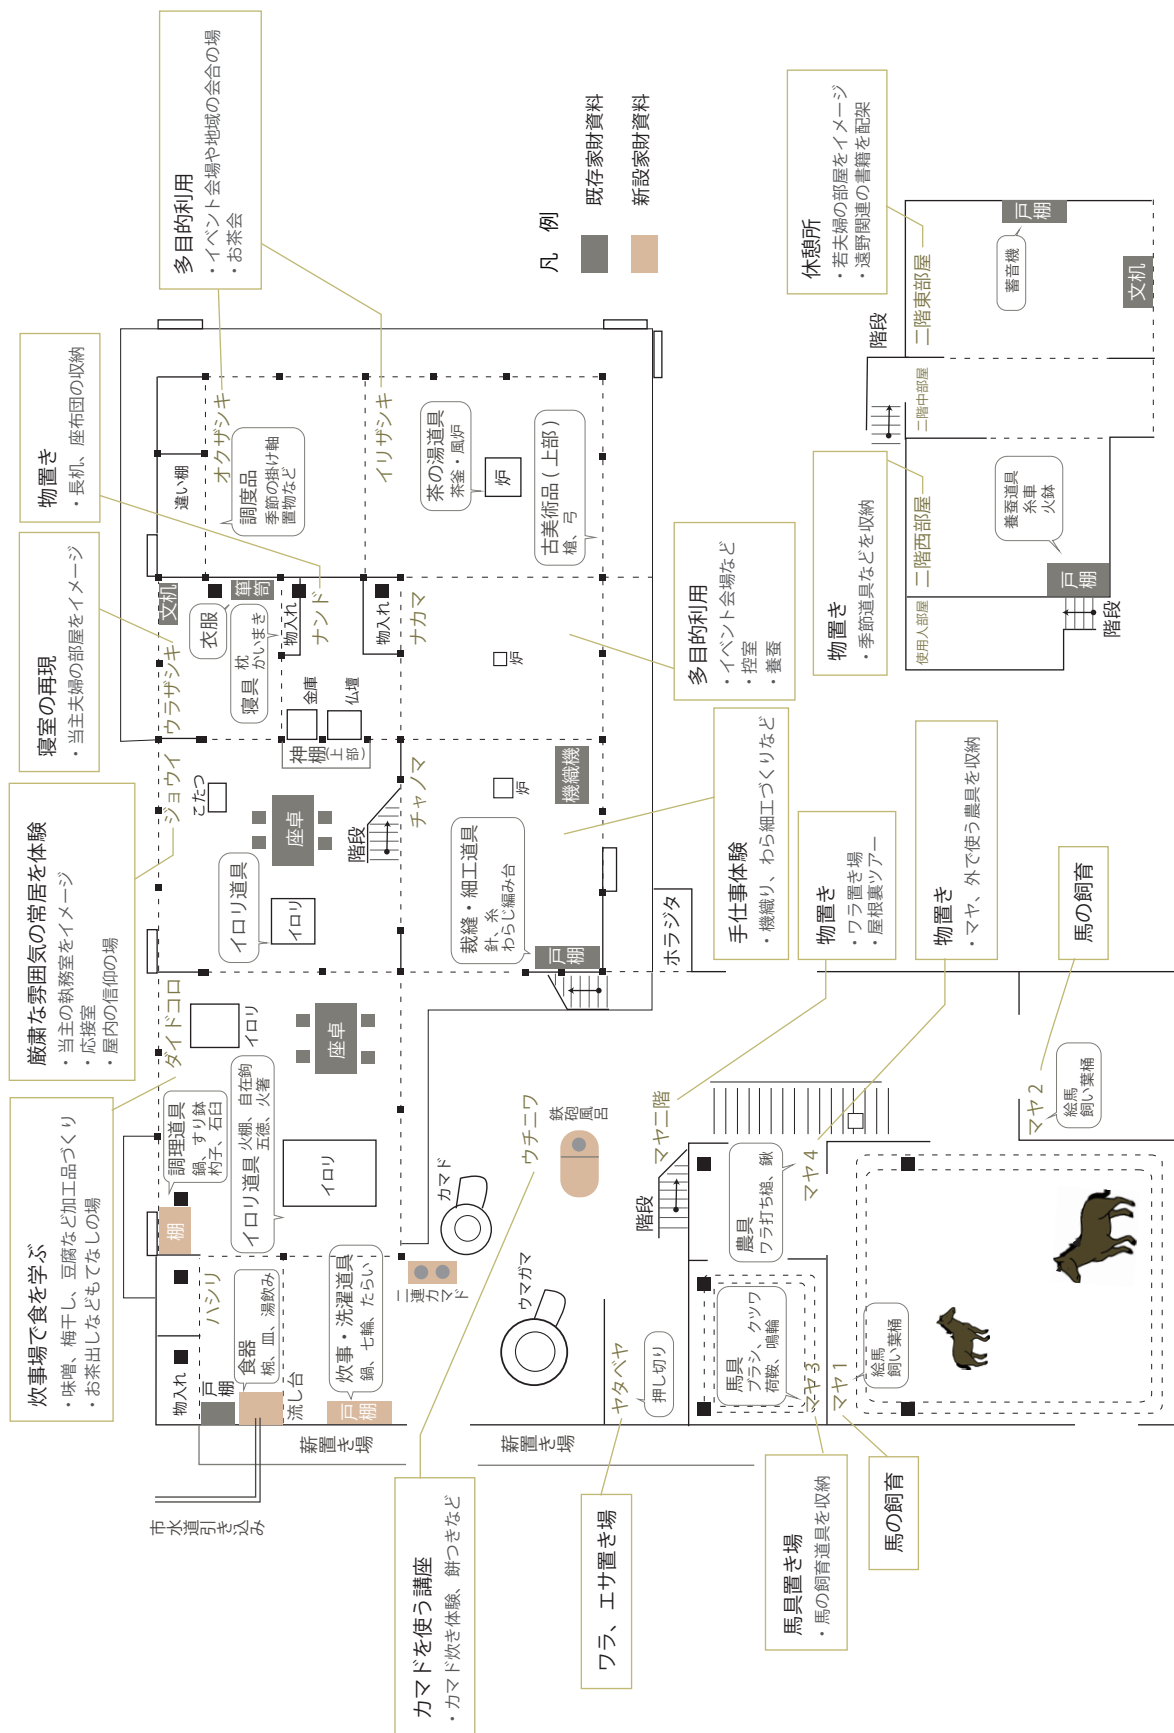 炊事場で食を学ぶ
・味噌、梅干し、豆腐など加工品づくり
・お茶出しなどおもてなしの場
厳粛な雰囲気の常居を体験
・当主の執務室をイメージ
・応接室
・屋内の信仰の場
寝室の再現
・当主夫婦の部屋をイメージ
物置き
・長机、座布団の収納
多目的利用
・イベント会場や地域の会合の場
・お茶会
凡 例
既存家財資料
新設家財資料
市水道引き込み
物入れ
戸棚
ハシリ
流し台
食器
椀、皿、湯飲み
棚
調理道具
鍋、すり鉢
杓子、石臼
ダイドコロ
イロリ道具
火棚、自在鉤
五徳、火箸
イロリ
イロリ
座卓
戸棚
炊事・洗濯道具
鍋、七輪、たらい
薪置き場
薪置き場
ジョウイ
こたつ
イロリ道具
イロリ
座卓
階段
神棚(上部)
金庫
仏壇
ウラザシキ
文机
衣服
箪笥
寝具
枕
かいまき
物入れ
ナンド
物入れ
違い棚
オクザシキ
調度品
季節の掛け軸
置物など
イリザシキ
茶の湯道具
茶釜・風炉
炉
古美術品(上部)
槍、弓
ナカマ
炉
チャノマ
炉
機織機
裁縫・細工道具
針、糸
わらじ編み台
戸棚
ホラジタ
二連カマド
カマド
ウチニワ
鉄砲風呂
ウマガマ
ヤタベヤ
押し切り
階段
マヤ二階
農具
ワラ打ち槌、鍬
マヤ 4
馬具
ブラシ、クツワ
荷鞍、鳴輪
マヤ 3
マヤ 1
絵馬
飼い葉桶
マヤ 2
絵馬
飼い葉桶
カマドを使う講座
・カマド炊き体験、餅つきなど
ワラ、エサ置き場
馬具置き場
・馬の飼育道具を収納
馬の飼育
馬の飼育
物置き
・マヤ、外で使う農具を収納
物置き
・ワラ置き場
・屋根裏ツアー
手仕事体験
・機織り、わら細工づくりなど
多目的利用
・イベント会場など
・控室
・養蚕
物置き
・季節道具などを収納
休憩所
・若夫婦の部屋をイメージ
・遠野関連の書籍を配架
使用人部屋
階段
二階西部屋
養蚕道具
糸車
火鉢
戸棚
二階中部屋
階段
二階東部屋
蓄音機
戸棚
文机